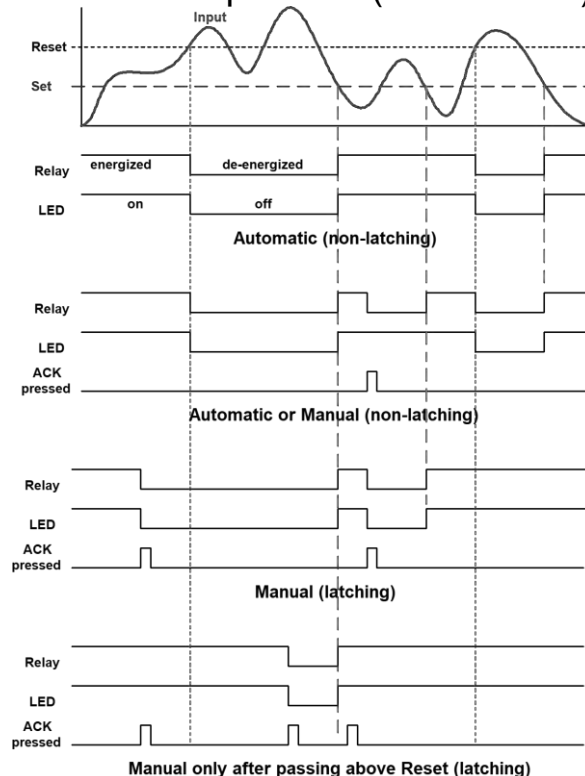 Input
Reset
Set
energized de-energized
Relay
LED on off
Automatic (non-latching)
Relay
LED
ACK
pressed
Automatic or Manual (non-latching)
Relay
LED
ACK
pressed
Manual (latching)
Relay
LED
ACK
pressed
Manual only after passing above Reset (latching)